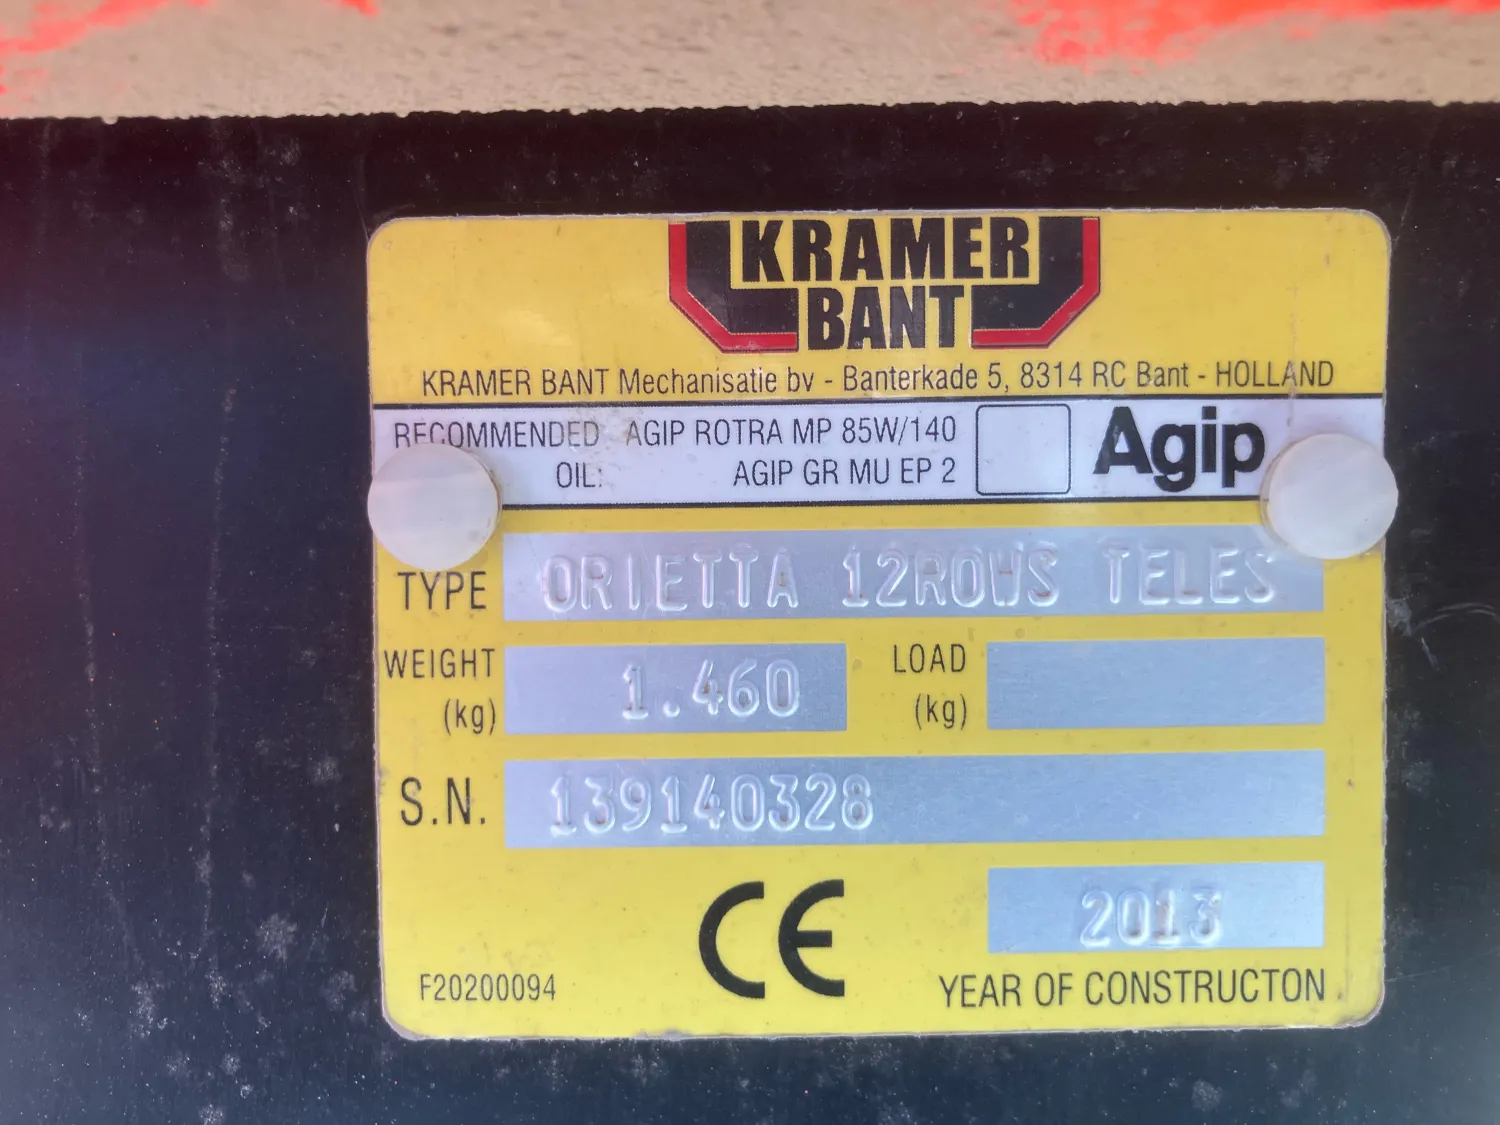 KRAMER
BANT
KRAMER BANT Mechanisatie bv - Banterkade 5, 8314 RC Bant - HOLLAND
RECOMMENDED AGIP ROTRA MP 85W/140
OIL: AGIP GR MU EP 2
Agip
TYPE ORIETTA 12ROWS TELES
WEIGHT (kg) 1.460 LOAD (kg)
S.N. 139140328
CE 2013
F20200094 YEAR OF CONSTRUCTON